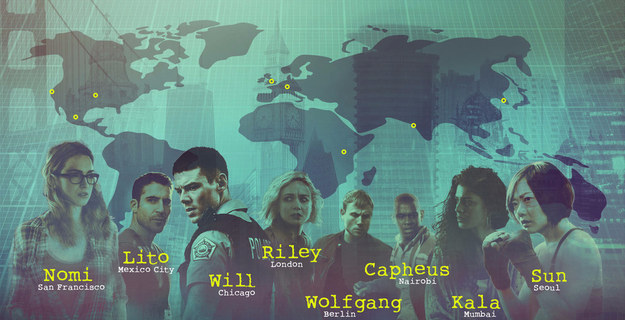 Nomi
San Francisco
Lito
Mexico City
Will
Chicago
Riley
London
Wolfgang
Berlin
Capheus
Nairobi
Kala
Mumbai
Sun
Seoul